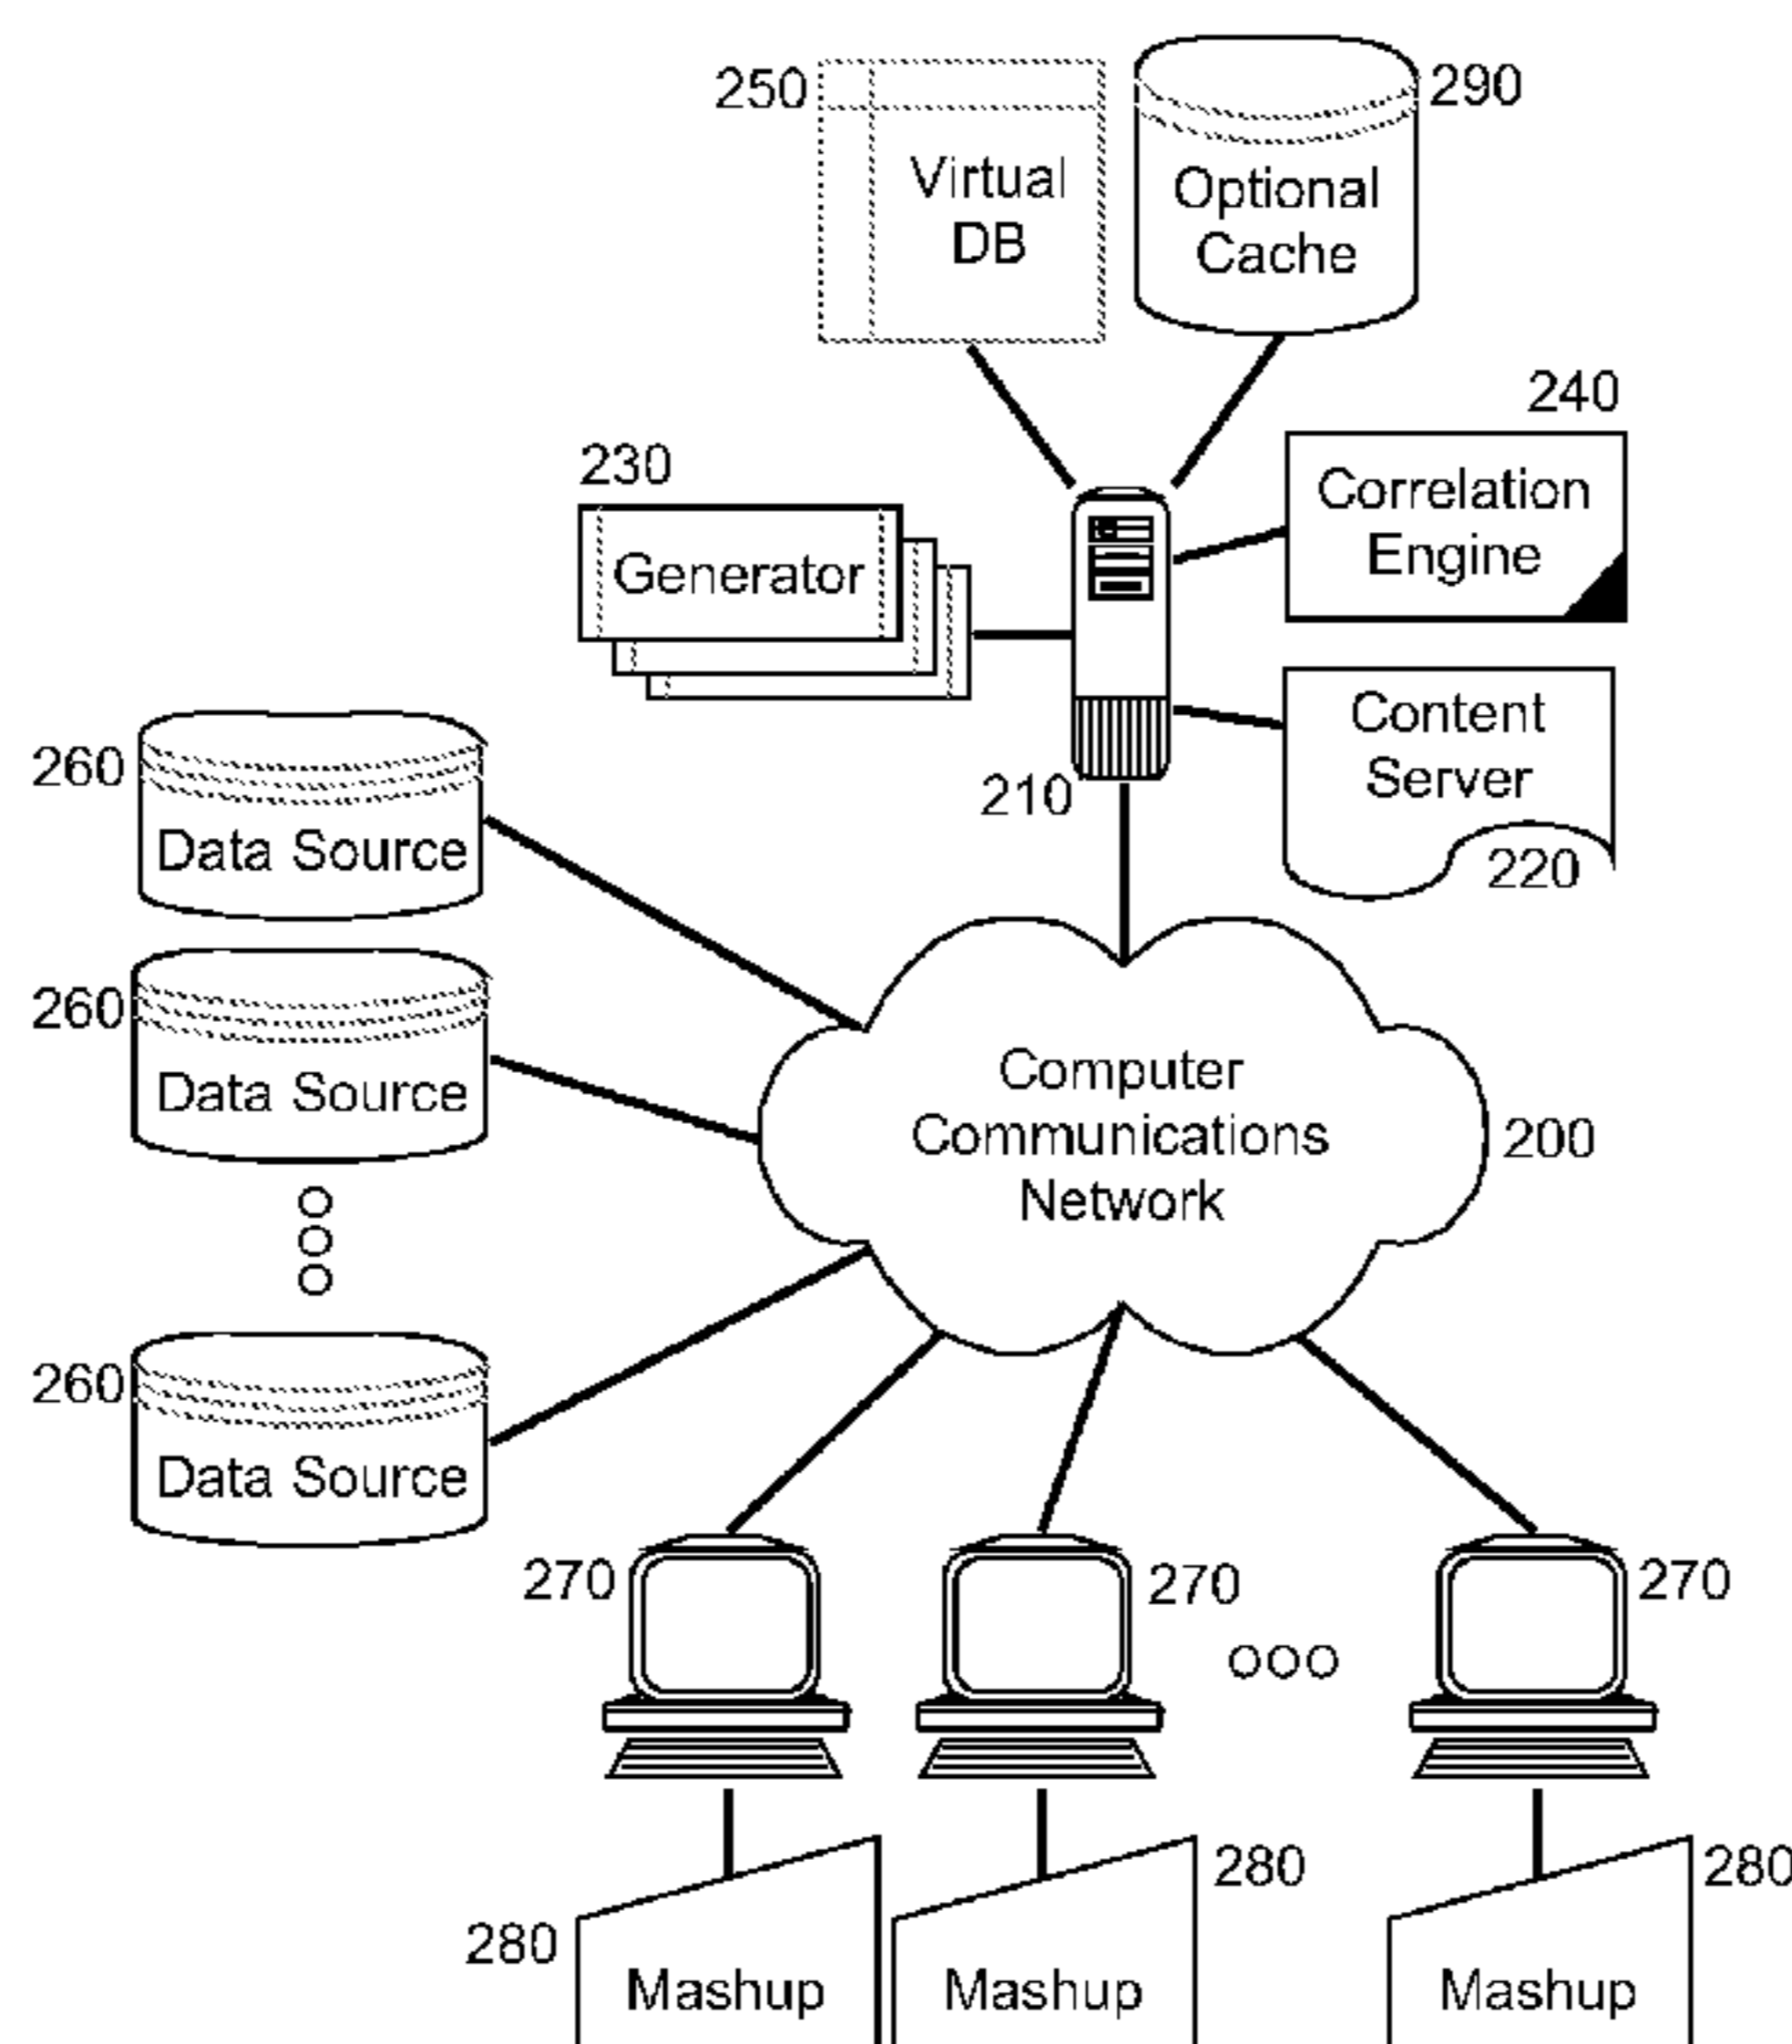 250
290
Virtual
DB
Optional
Cache
240
230
Correlation
Engine
Generator
Content
Server
210
220
260
Data Source
260
Data Source
Computer
Communications
Network
200
260
Data Source
270
270
270
280
280
280
Mashup
Mashup
Mashup